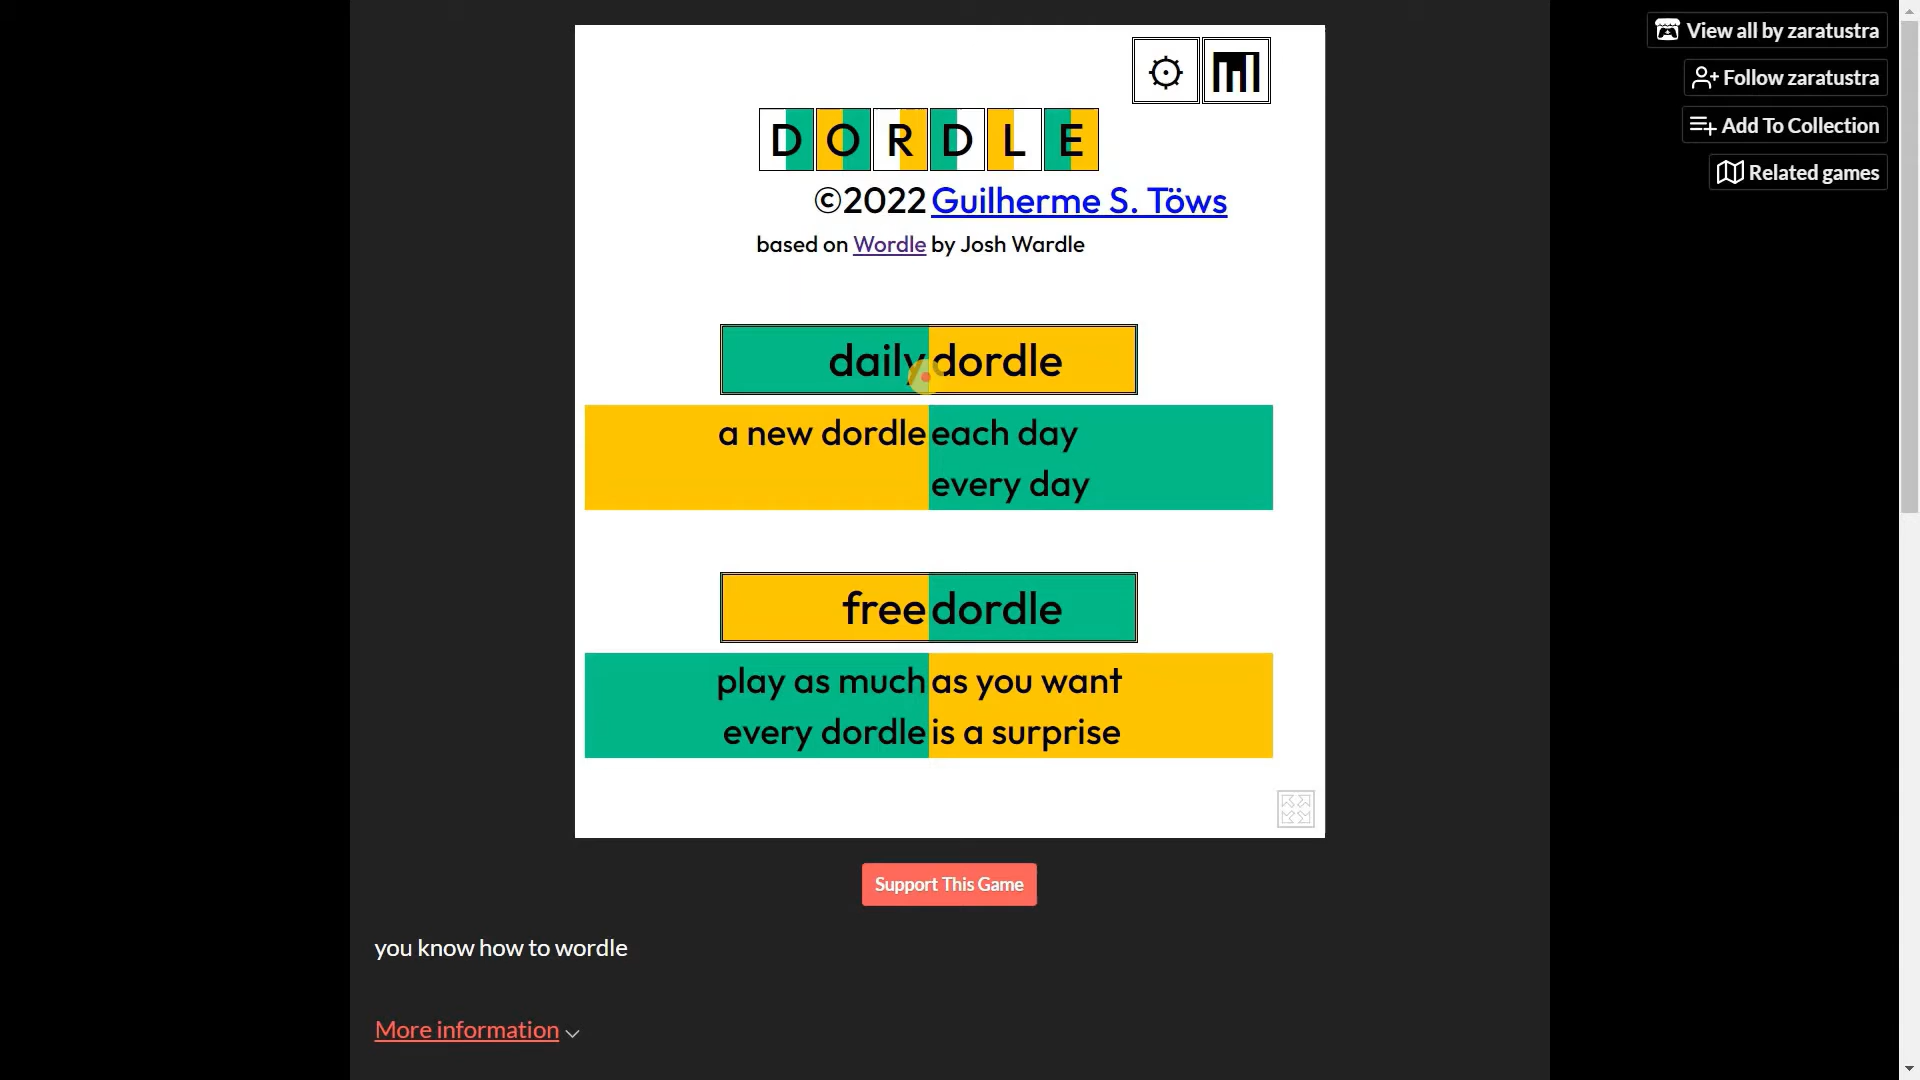 View all by zaratustra
Follow zaratustra
Add To Collection
Related games
DORDLE
©2022 Guilherme S. Töws
based on Wordle by Josh Wardle
daily dordle
a new dordle each day
every day
free dordle
play as much as you want
every dordle is a surprise
Support This Game
you know how to wordle
More information